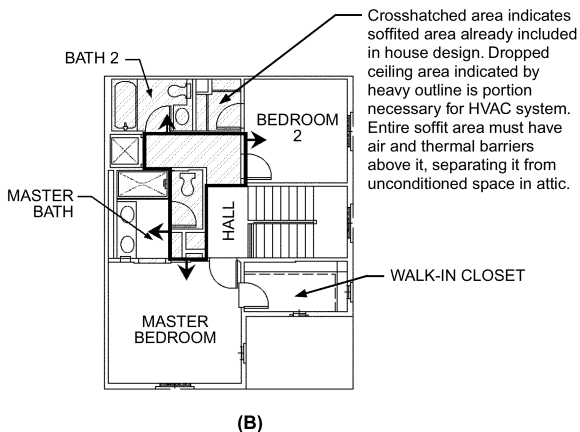 Crosshatched area indicates
soffited area already included
in house design. Dropped
ceiling area indicated by
heavy outline is portion
necessary for HVAC system.
Entire soffit area must have
air and thermal barriers
above it, separating it from
unconditioned space in attic.
BATH 2
BEDROOM
2
MASTER
BATH
HALL
WALK-IN CLOSET
MASTER
BEDROOM
(B)